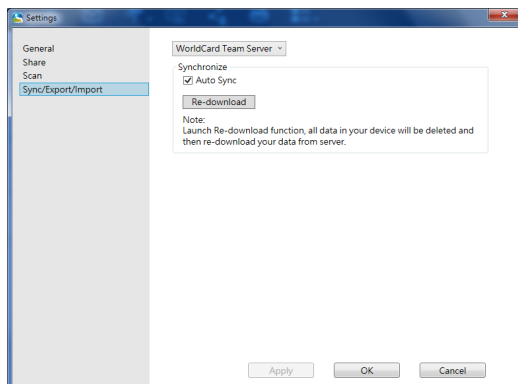 Settings
General
Share
Scan
Sync/Export/Import
WorldCard Team Server
Synchronize
Auto Sync
Re-download
Note:
Launch Re-download function, all data in your device will be deleted and
then re-download your data from server.
Apply
OK
Cancel